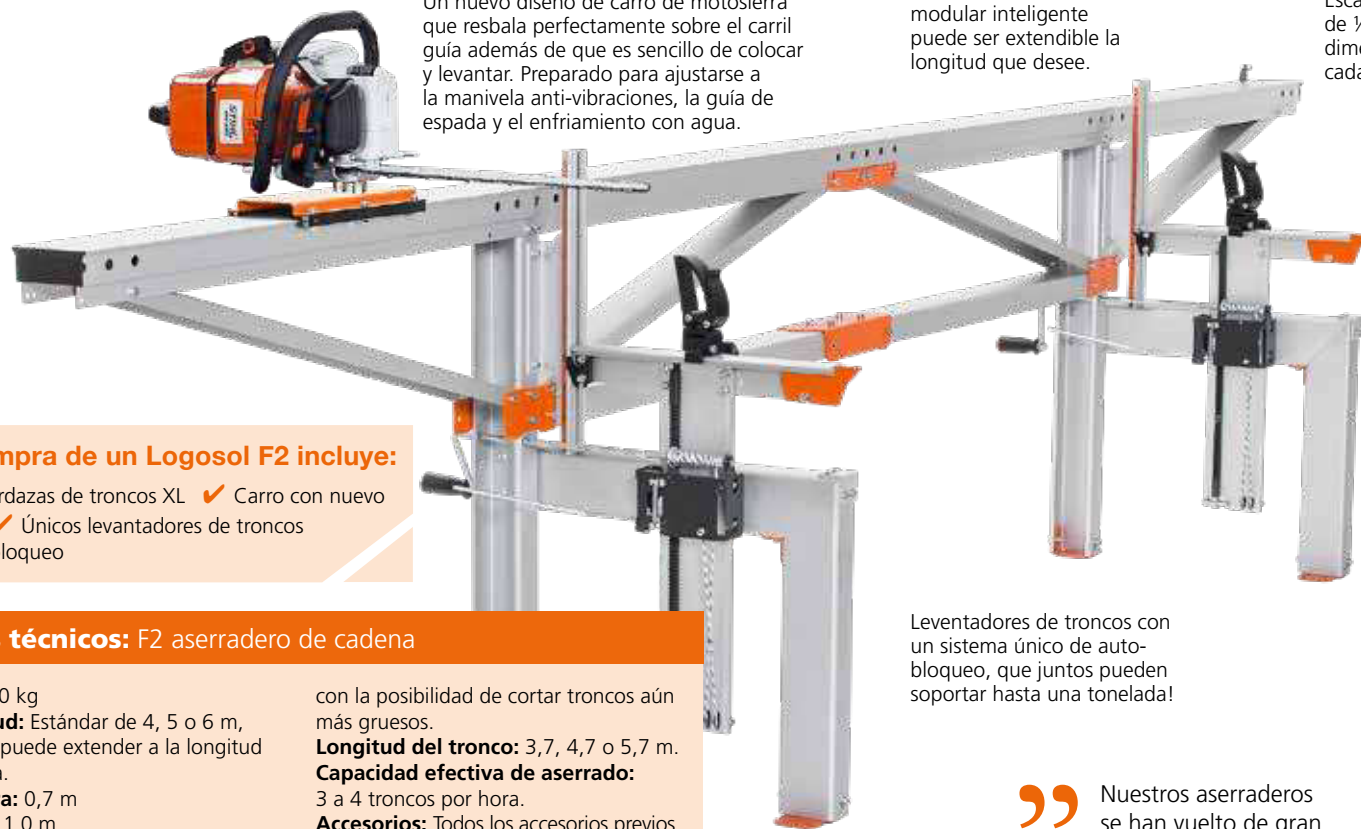 Un nuevo diseño de carro de motosierra
que resbala perfectamente sobre el carril
guía además de que es sencillo de colocar
y levantar. Preparado para ajustarse a
la manivela anti-vibraciones, la guía de
espada y el enfriamiento con agua.
modular inteligente
puede ser extendible la
longitud que desee.
de
cada
STIHL
mpra de un Logosol F2 incluye:
rdazas de troncos XL ✔ Carro con nuevo
✔ Únicos levantadores de troncos
loqueo
técnicos: F2 aserradero de cadena
0 kg
ud: Estándar de 4, 5 o 6 m,
puede extender a la longitud
a.
ra: 0,7 m
1,0 m
con la posibilidad de cortar troncos aún
más gruesos.
Longitud del tronco: 3,7, 4,7 o 5,7 m.
Capacidad efectiva de aserrado:
3 a 4 troncos por hora.
Accesorios: Todos los accesorios previos
Leventadores de troncos con
un sistema único de auto-
bloqueo, que juntos pueden
soportar hasta una tonelada!
” Nuestros aserraderos
se han vuelto de gran